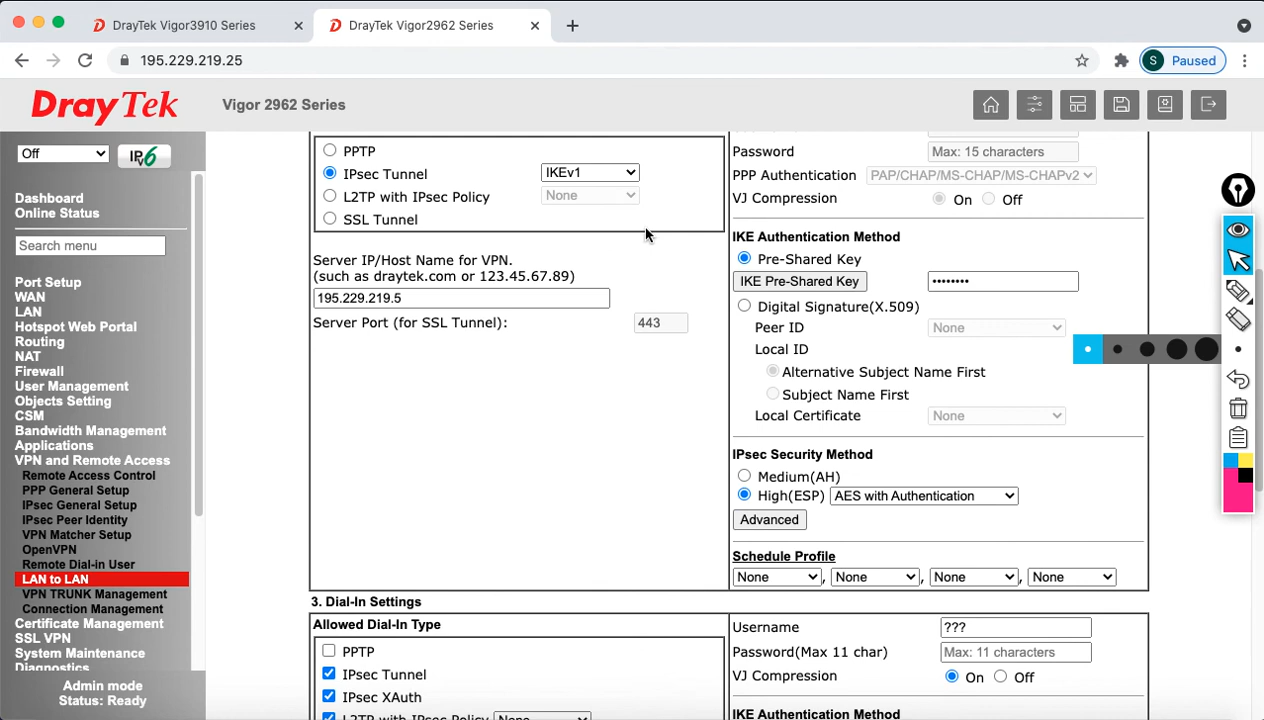 DrayTek Vigor3910 Series
DrayTek Vigor2962 Series
195.229.219.25
S Paused
DrayTek
Vigor 2962 Series
Off
IPv6
Dashboard
Online Status
Search menu
Port Setup
WAN
LAN
Hotspot Web Portal
Routing
NAT
Firewall
User Management
Objects Setting
CSM
Bandwidth Management
Applications
VPN and Remote Access
Remote Access Control
PPP General Setup
IPsec General Setup
IPsec Peer Identity
VPN Matcher Setup
OpenVPN
Remote Dial-in User
LAN to LAN
VPN TRUNK Management
Connection Management
Certificate Management
SSL VPN
System Maintenance
Diagnostics
Admin mode
Status: Ready
PPTP
IPsec Tunnel IKEv1
L2TP with IPsec Policy None
SSL Tunnel
Server IP/Host Name for VPN.
(such as draytek.com or 123.45.67.89)
195.229.219.5
Server Port (for SSL Tunnel): 443
Password Max: 15 characters
PPP Authentication PAP/CHAP/MS-CHAP/MS-CHAPv2
VJ Compression On Off
IKE Authentication Method
Pre-Shared Key
IKE Pre-Shared Key ••••••••
Digital Signature(X.509)
Peer ID None
Local ID
Alternative Subject Name First
Subject Name First
Local Certificate None
IPsec Security Method
Medium(AH)
High(ESP) AES with Authentication
Advanced
Schedule Profile
None , None , None , None
3. Dial-In Settings
Allowed Dial-In Type
PPTP
IPsec Tunnel
IPsec XAuth
L2TP with IPsec Policy None
Username ???
Password(Max 11 char) Max: 11 characters
VJ Compression On Off
IKE Authentication Method